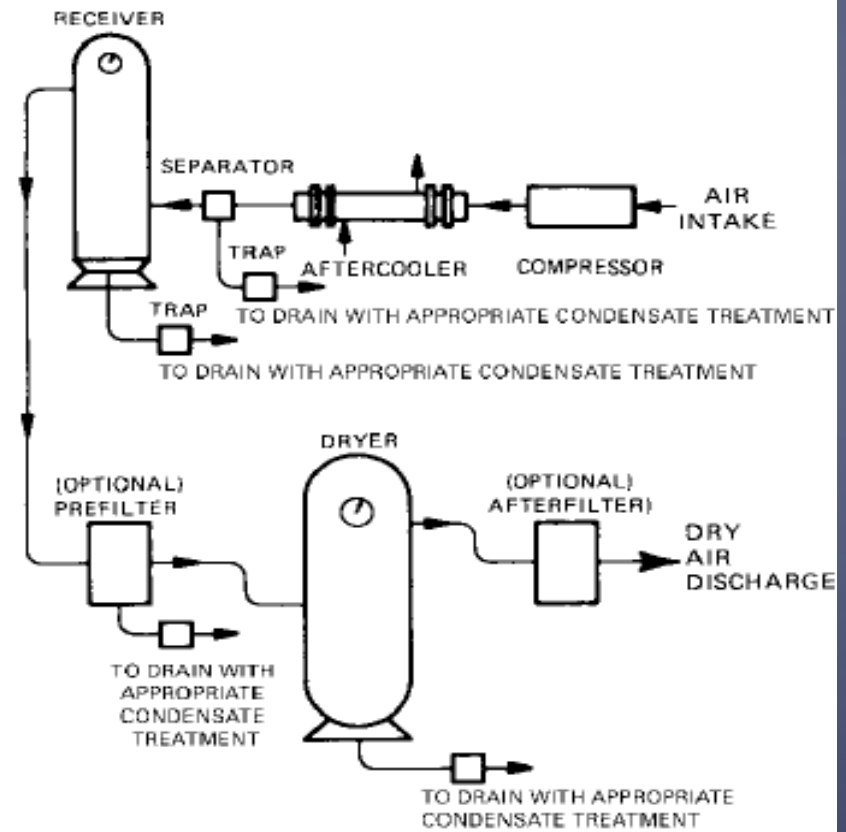 RECEIVER
SEPARATOR
AIR
INTAKE
TRAP
AFTERCOOLER
COMPRESSOR
TO DRAIN WITH APPROPRIATE CONDENSATE TREATMENT
TRAP
TO DRAIN WITH APPROPRIATE CONDENSATE TREATMENT
DRYER
(OPTIONAL)
PREFILTER
(OPTIONAL)
AFTERFILTER)
DRY
AIR
DISCHARGE
TO DRAIN WITH
APPROPRIATE
CONDENSATE
TREATMENT
TO DRAIN WITH APPROPRIATE
CONDENSATE TREATMENT